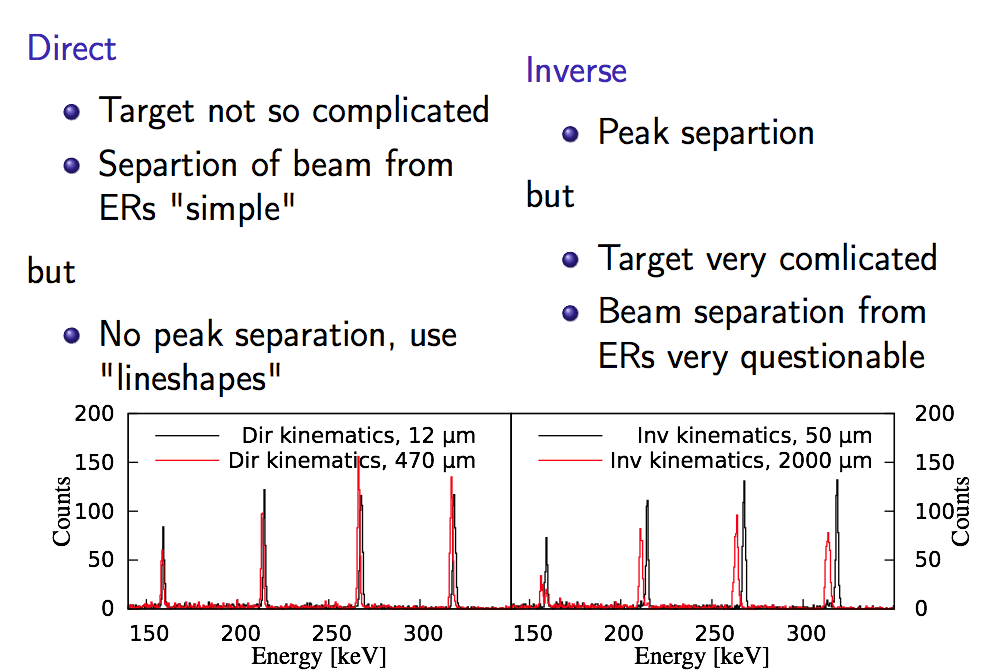 Direct
Target not so complicated
Separtion of beam from
ERs "simple"
but
No peak separation, use
"lineshapes"
Inverse
Peak separtion
but
Target very comlicated
Beam separation from
ERs very questionable
200
150
100
50
0
Counts
Dir kinematics, 12 μm
Dir kinematics, 470 μm
150 200 250 300
Energy [keV]
Inv kinematics, 50 μm
Inv kinematics, 2000 μm
150 200 250 300
Energy [keV]
200
150
100
50
0
Counts